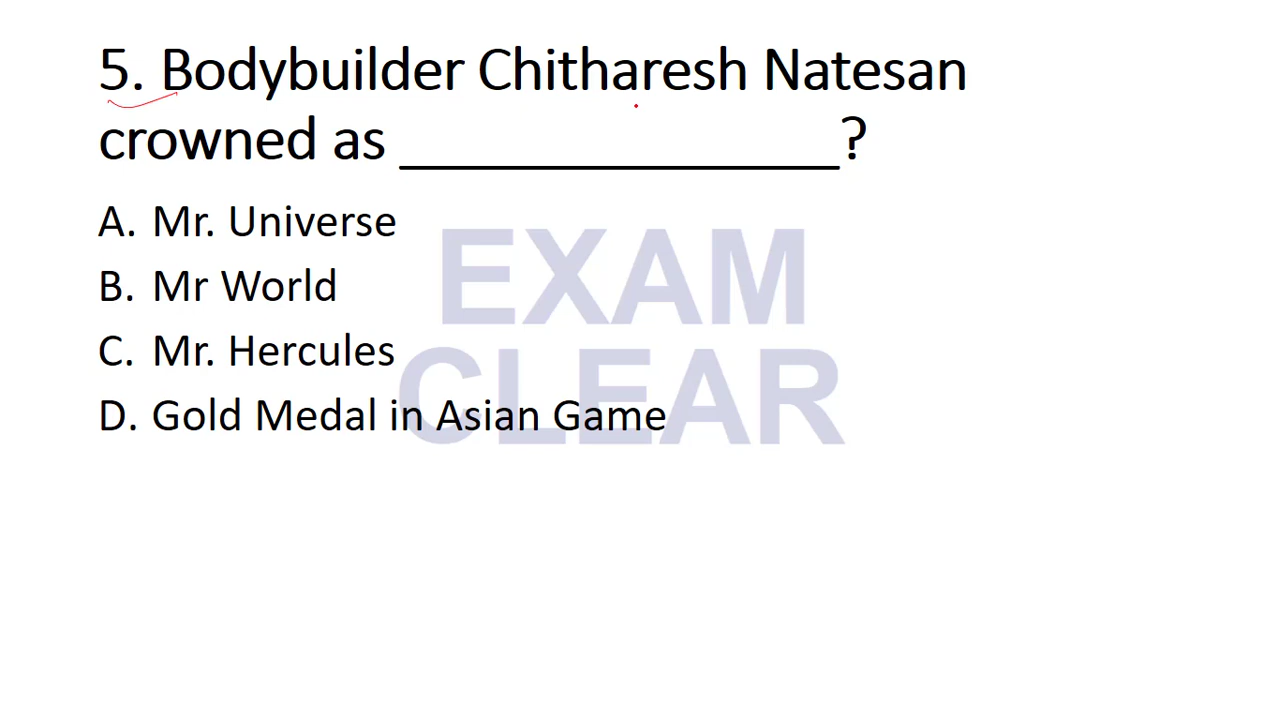 5. Bodybuilder Chitharesh Natesan
crowned as ________________?
A. Mr. Universe
B. Mr World
C. Mr. Hercules
D. Gold Medal in Asian Game
EXAM
CLEAR